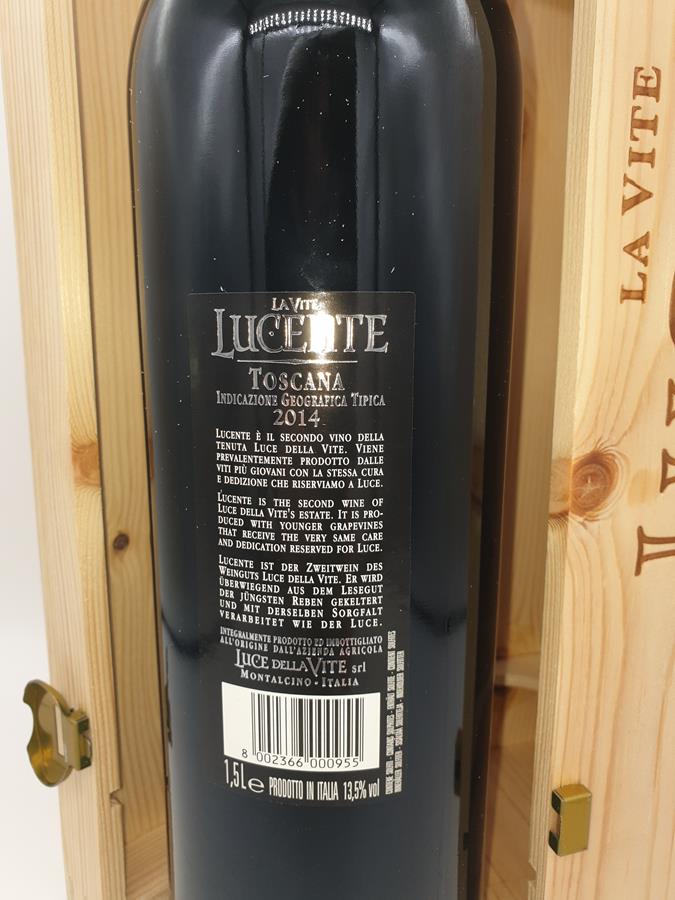 LA VITE
LUCENTE
TOSCANA
INDICAZIONE GEOGRAFICA TIPICA
2014
LUCENTE È IL SECONDO VINO DELLA
TENUTA LUCE DELLA VITE. VIENE
PREVALENTEMENTE PRODOTTO DALLE
VITI PIÙ GIOVANI CON LA STESSA CURA
E DEDIZIONE CHE RISERVIAMO A LUCE.
LUCENTE IS THE SECOND WINE OF
LUCE DELLA VITE'S ESTATE. IT IS PRO-
DUCED WITH YOUNGER GRAPEVINES
THAT RECEIVE THE VERY SAME CARE
AND DEDICATION RESERVED FOR LUCE.
LUCENTE IST DER ZWEITWEIN DES
WEINGUTS LUCE DELLA VITE. ER WIRD
ÜBERWIEGEND AUS DEM LESEGUT
DER JÜNGSTEN REBEN GEKELTERT
UND MIT DERSELBEN SORGFALT
VERARBEITET WIE DER LUCE.
INTEGRALMENTE PRODOTTO ED IMBOTTIGLIATO
ALL'ORIGINE DALL'AZIENDA AGRICOLA
LUCE DELLA VITE srl
MONTALCINO - ITALIA
8 002366 000955
1,5L e PRODOTTO IN ITALIA 13,5% vol
LA VITE